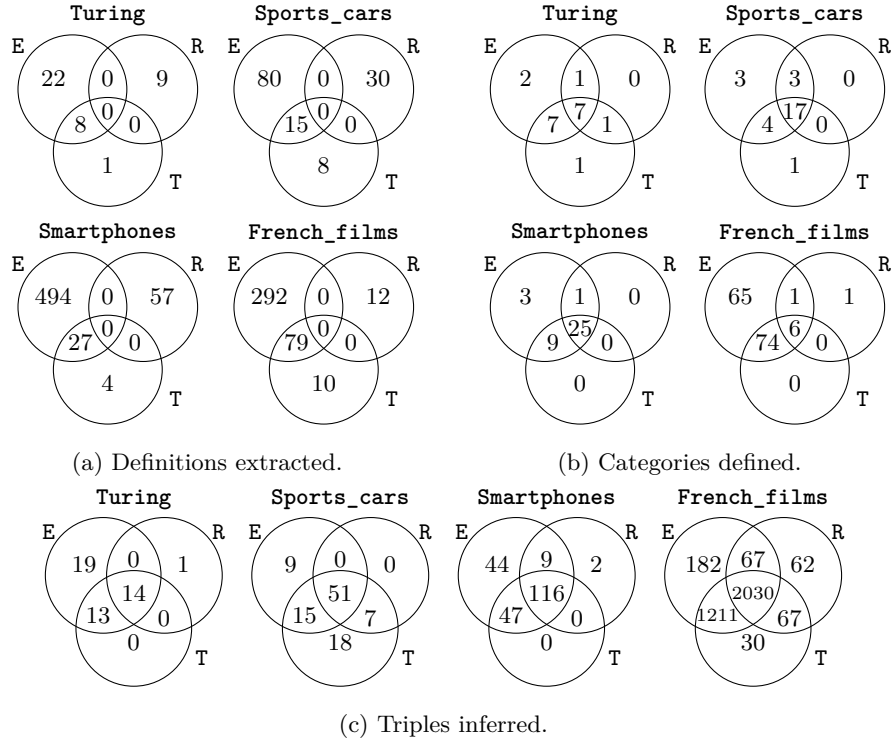 Turing Sports_cars Turing Sports_cars
E R E R E R E R
22 0 9 80 0 30 2 1 0 3 3 0
0 0 7 17
8 0 15 0 7 1 4 0
1 8 1 1
T T T T
Smartphones French_films Smartphones French_films
E R E R E R E R
494 0 57 292 0 12 3 1 0 65 1 1
0 0 25 6
27 0 79 0 9 0 74 0
4 10 0 0
T T T T
(a) Definitions extracted. (b) Categories defined.
Turing Sports_cars Smartphones French_films
E R E R E R E R
19 0 1 9 0 0 44 9 2 182 67 62
14 51 116 2030
13 0 15 7 47 0 1211 67
0 18 0 30
T T T T
(c) Triples inferred.